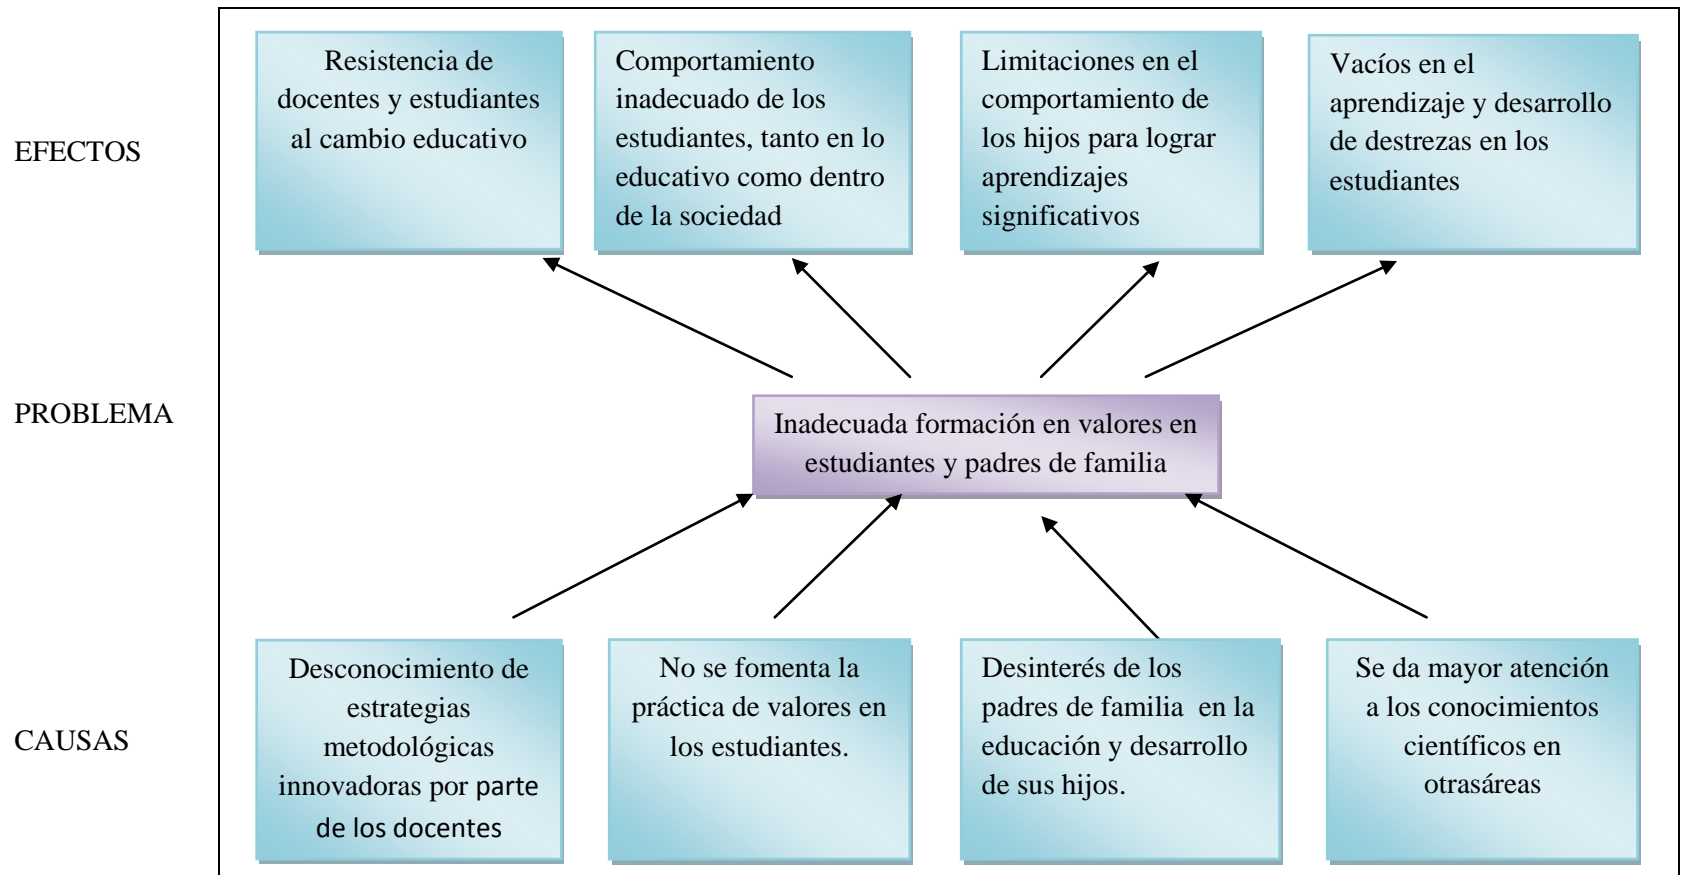 EFECTOS
Resistencia de
docentes y estudiantes
al cambio educativo
Comportamiento
inadecuado de los
estudiantes, tanto en lo
educativo como dentro
de la sociedad
Limitaciones en el
comportamiento de
los hijos para lograr
aprendizajes
significativos
Vacíos en el
aprendizaje y desarrollo
de destrezas en los
estudiantes
PROBLEMA
Inadecuada formación en valores en
estudiantes y padres de familia
CAUSAS
Desconocimiento de
estrategias
metodológicas
innovadoras por parte
de los docentes
No se fomenta la
práctica de valores en
los estudiantes.
Desinterés de los
padres de familia  en la
educación y desarrollo
de sus hijos.
Se da mayor atención
a los conocimientos
científicos en
otrasáreas